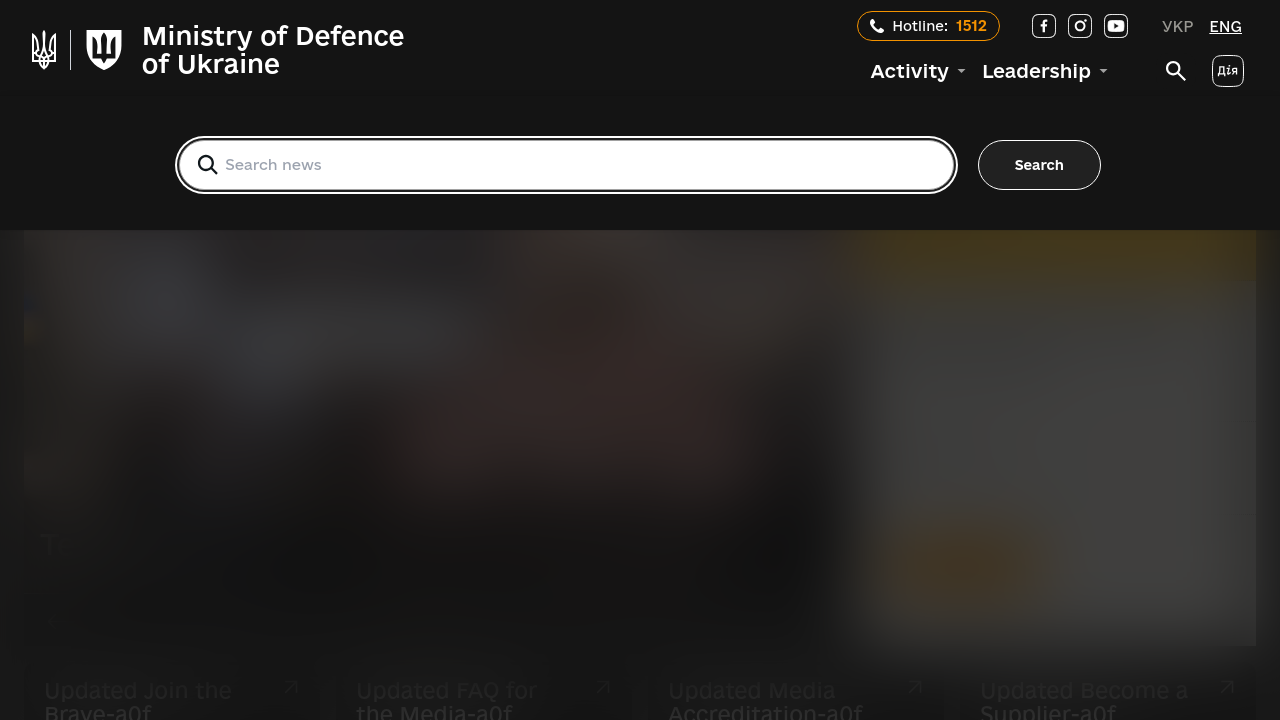 Ministry of Defence
of Ukraine
Hotline: 1512
УКР ENG
Activity Leadership
Дія
Search news
Search
Updated Join the
Brave-a0f
Updated FAQ for
the Media-a0f
Updated Media
Accreditation-a0f
Updated Become a
Supplier-a0f